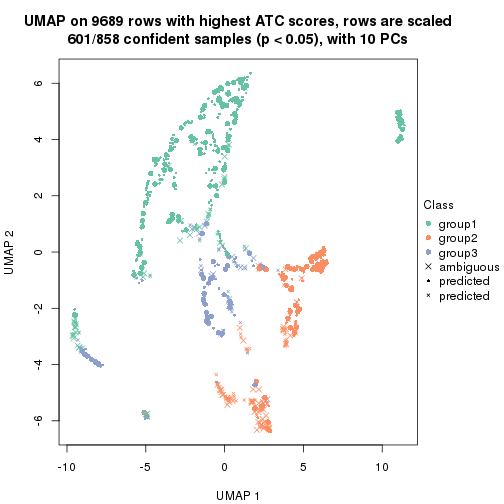 UMAP on 9689 rows with highest ATC scores, rows are scaled
601/858 confident samples (p < 0.05), with 10 PCs
6
4
2
0
-2
-4
-6
UMAP 2
-10
-5
0
5
10
UMAP 1
Class
group1
group2
group3
ambiguous
predicted
predicted